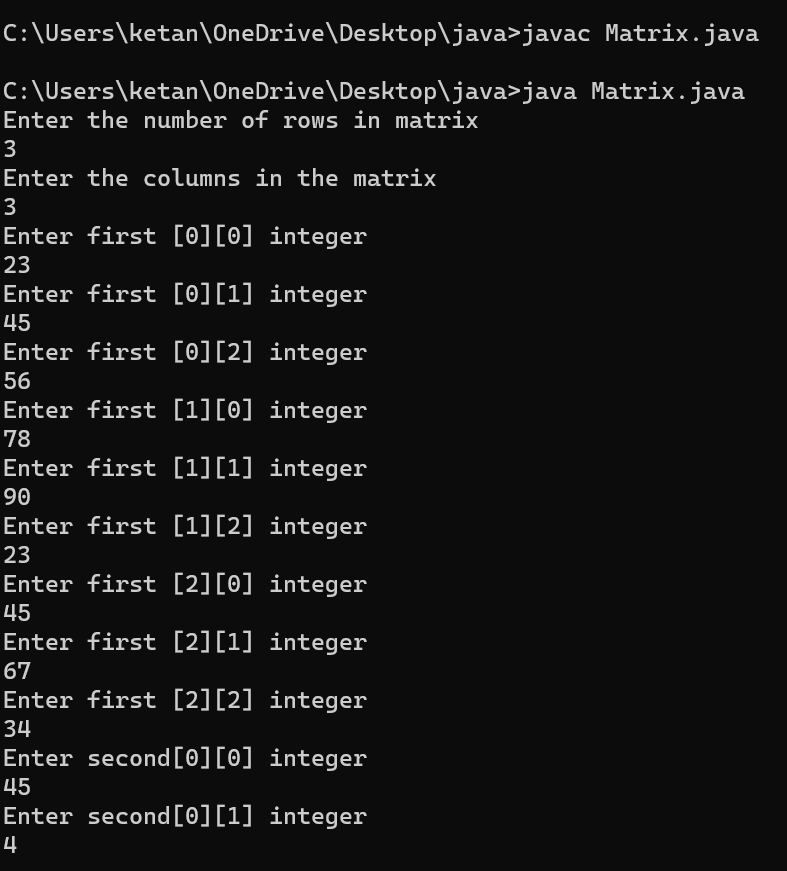 C:\Users\ketan\OneDrive\Desktop\java>javac Matrix.java
C:\Users\ketan\OneDrive\Desktop\java>java Matrix.java
Enter the number of rows in matrix
3
Enter the columns in the matrix
3
Enter first [0][0] integer
23
Enter first [0][1] integer
45
Enter first [0][2] integer
56
Enter first [1][0] integer
78
Enter first [1][1] integer
90
Enter first [1][2] integer
23
Enter first [2][0] integer
45
Enter first [2][1] integer
67
Enter first [2][2] integer
34
Enter second[0][0] integer
45
Enter second[0][1] integer
4